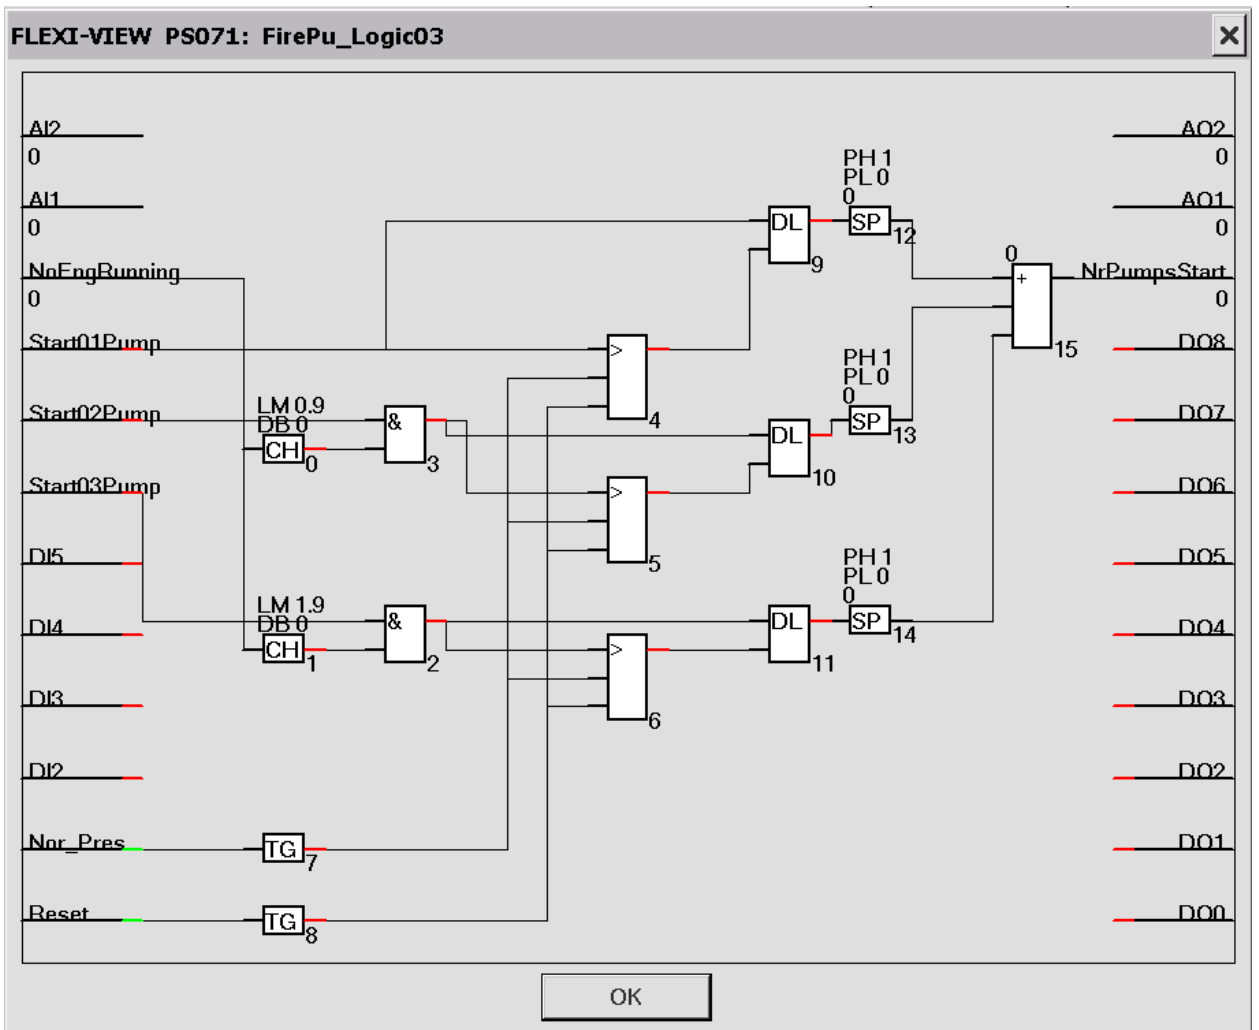 FLEXI-VIEW PS071: FirePu_Logic03
AI2
0
AI1
0
NoEngRunning
0
Start01Pump
Start02Pump
Start03Pump
DI5
DI4
DI3
DI2
Nor_Pres
Reset
LM 0.9
DB 0
CH
0
LM 1.9
DB 0
CH
1
TG
7
TG
8
&
3
&
2
>
4
>
5
>
6
DL
9
DL
10
DL
11
PH 1
PL 0
0
SP
12
PH 1
PL 0
0
SP
13
PH 1
PL 0
0
SP
14
0
+
15
AO2
0
AO1
0
NrPumpsStart
0
DO8
DO7
DO6
DO5
DO4
DO3
DO2
DO1
DO0
OK